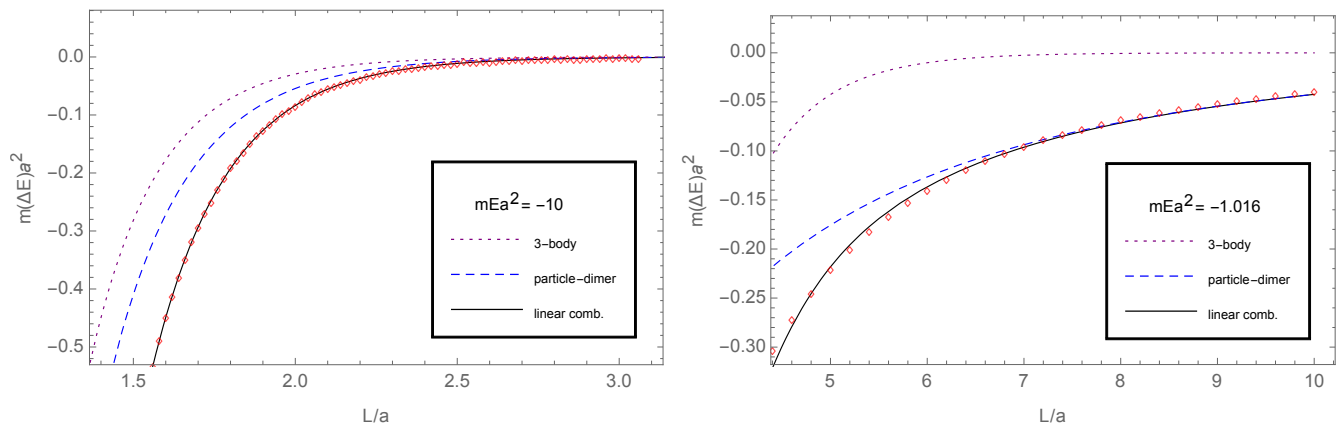 0.0
−0.1
−0.2
−0.3
−0.4
−0.5
m(ΔE)a²
1.5 2.0 2.5 3.0
L/a
mEa²= −10
3−body
particle−dimer
linear comb.
0.00
−0.05
−0.10
−0.15
−0.20
−0.25
−0.30
m(ΔE)a²
5 6 7 8 9 10
L/a
mEa²= −1.016
3−body
particle−dimer
linear comb.